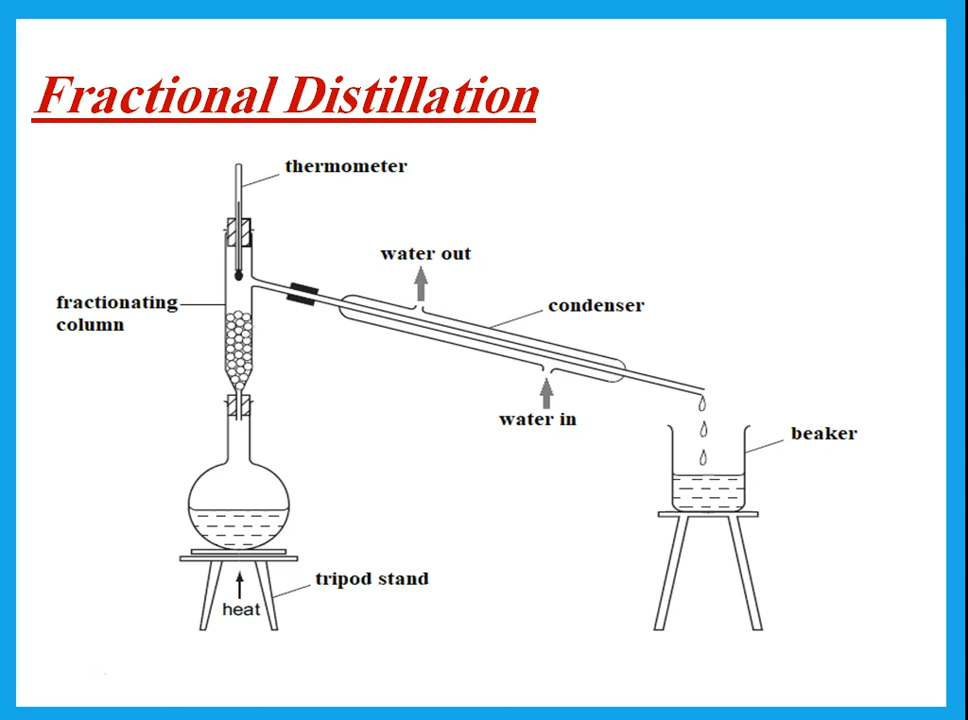 Fractional Distillation
thermometer
water out
fractionating
column
condenser
water in
beaker
tripod stand
heat